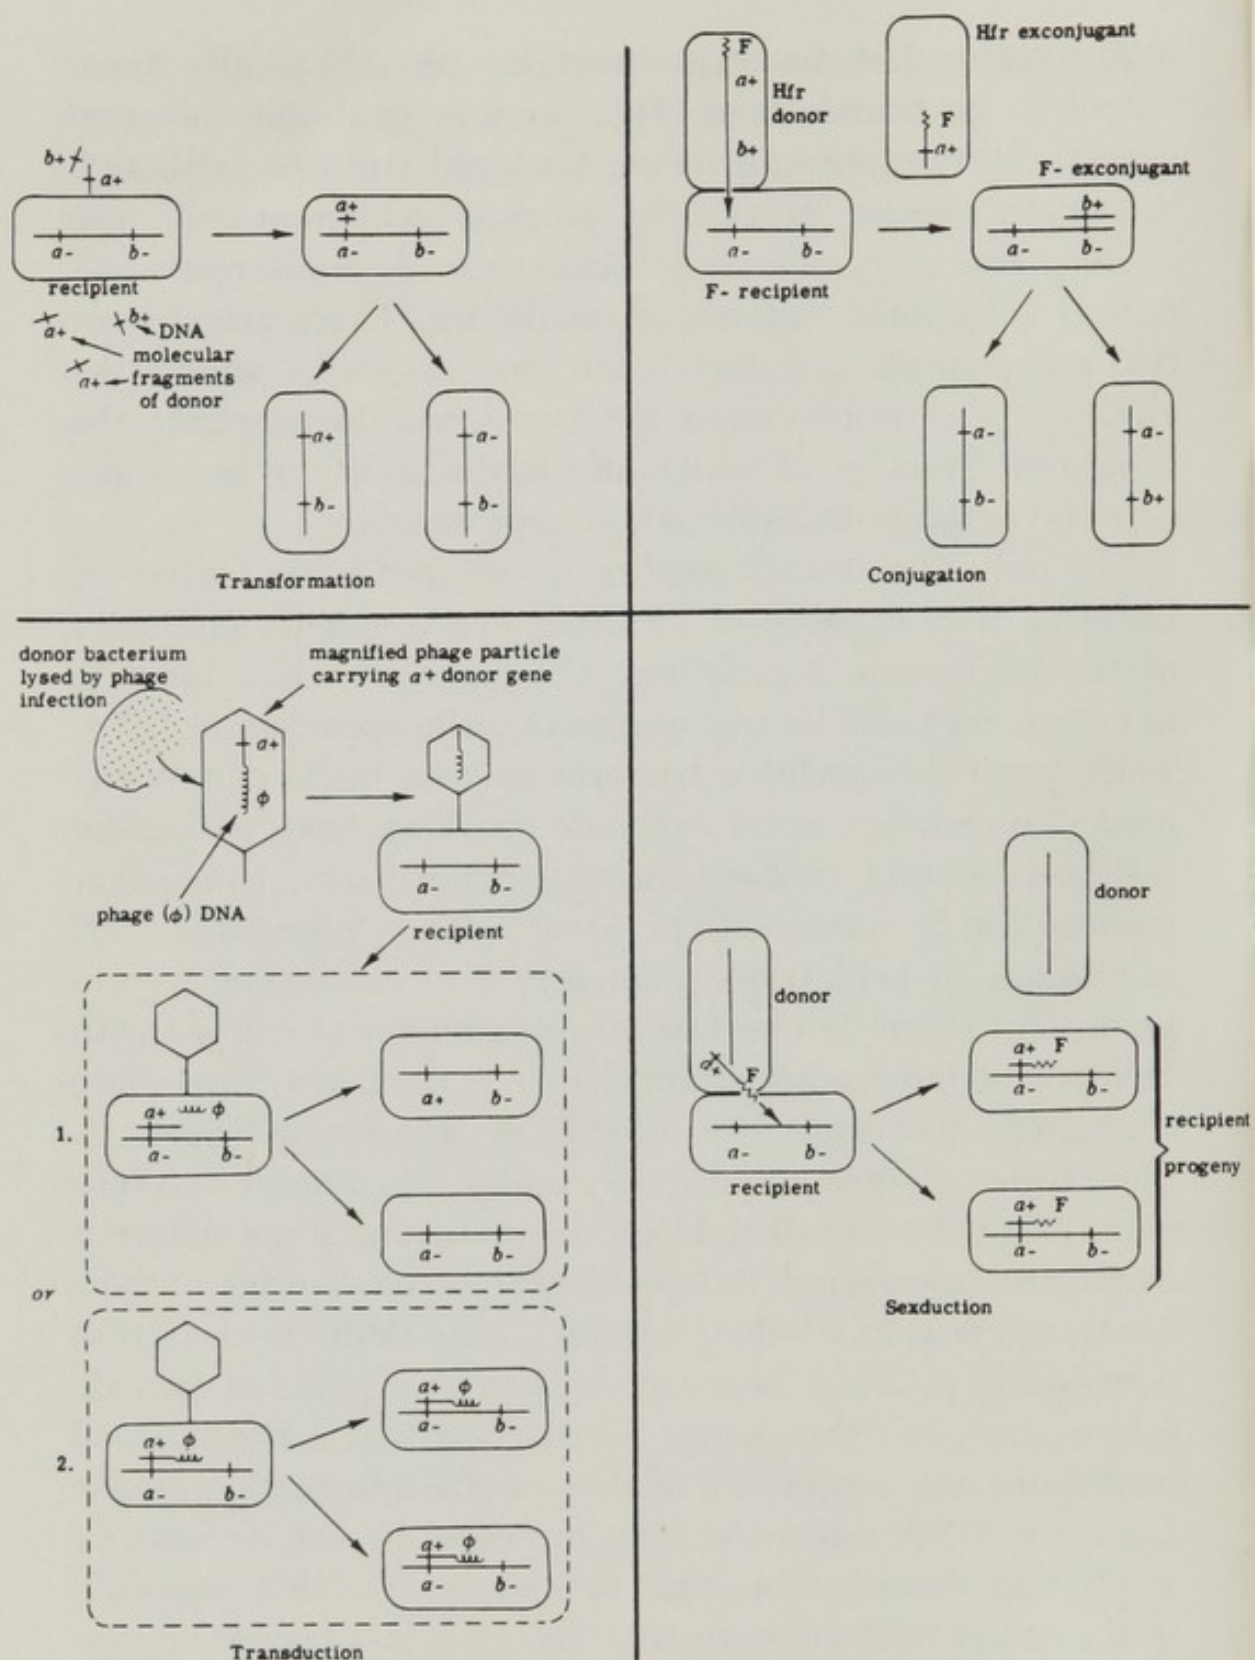 b+
a+
a-
b-
recipient
a+
b+
DNA
molecular
a+
fragments
of donor
a+
a-
b-
a+
b-
a-
b-
Transformation
F
a+
Hfr
donor
b+
a-
b-
F- recipient
Hfr exconjugant
F
a+
F- exconjugant
b+
a-
b-
a-
b-
a-
b+
Conjugation
donor bacterium
lysed by phage
infection
magnified phage particle
carrying a+ donor gene
a+
ϕ
phage (ϕ) DNA
a-
b-
recipient
1.
a+ ϕ
a-
b-
a+
b-
a-
b-
or
2.
a+ ϕ
a-
b-
a+ ϕ
a-
b-
a+ ϕ
a-
b-
Transduction
donor
a+
F
a-
b-
recipient
donor
a+ F
a-
b-
a+ F
a-
b-
recipient
progeny
Sexduction